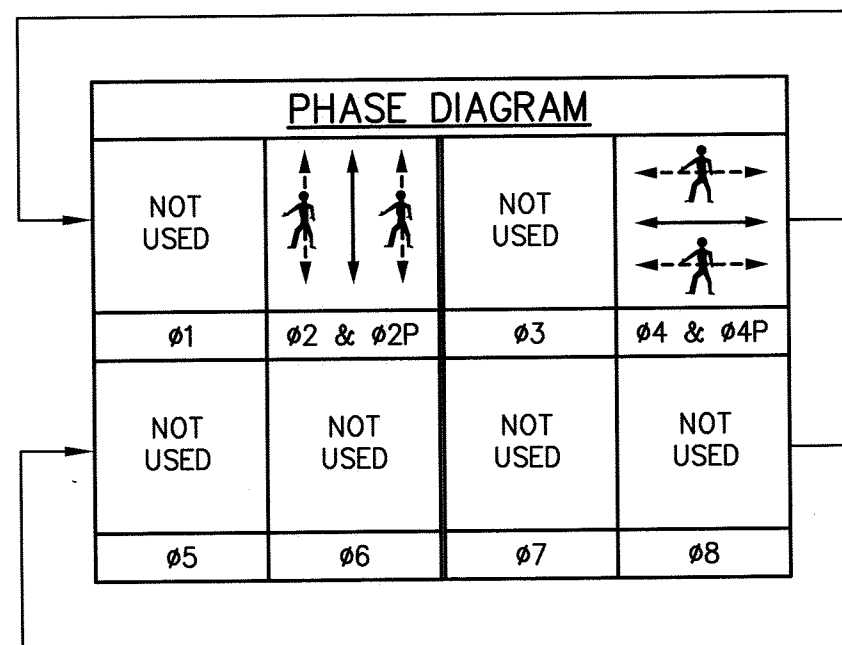 PHASE DIAGRAM
NOT
USED
NOT
USED
ø1
ø2 & ø2P
ø3
ø4 & ø4P
NOT
USED
NOT
USED
NOT
USED
NOT
USED
ø5
ø6
ø7
ø8